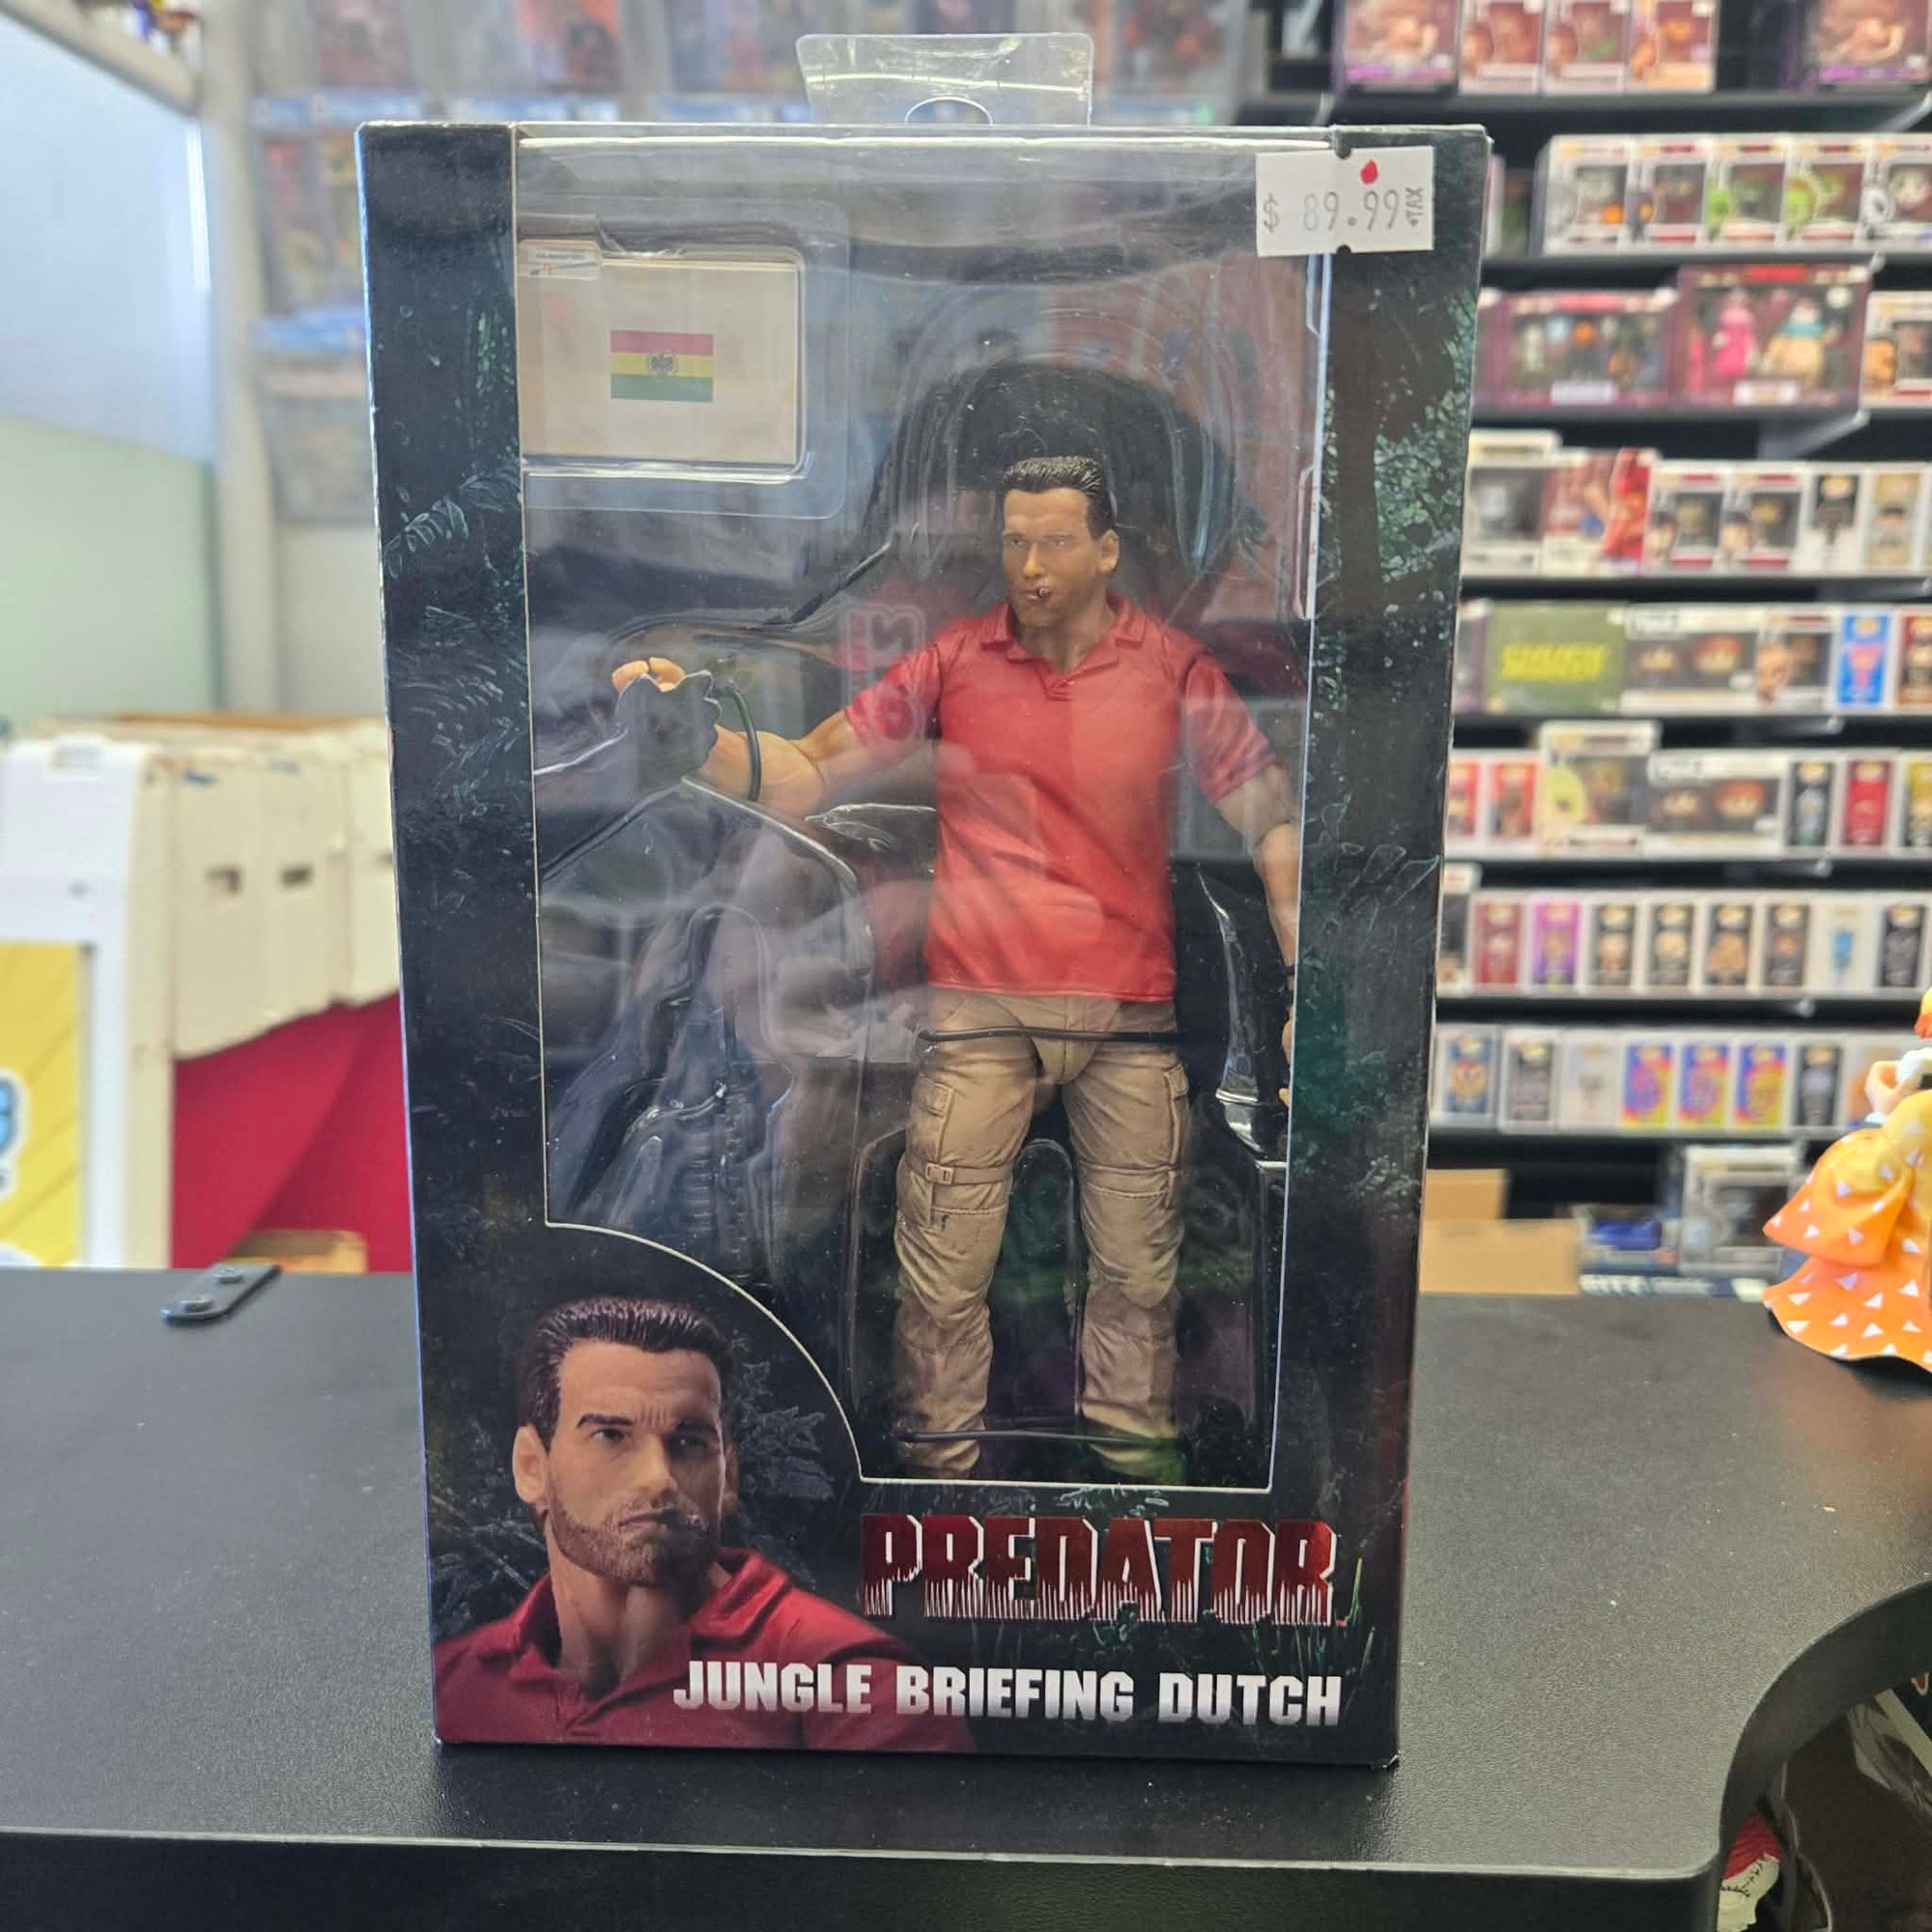 $ 89.99 +TAX
PREDATOR
JUNGLE BRIEFING DUTCH